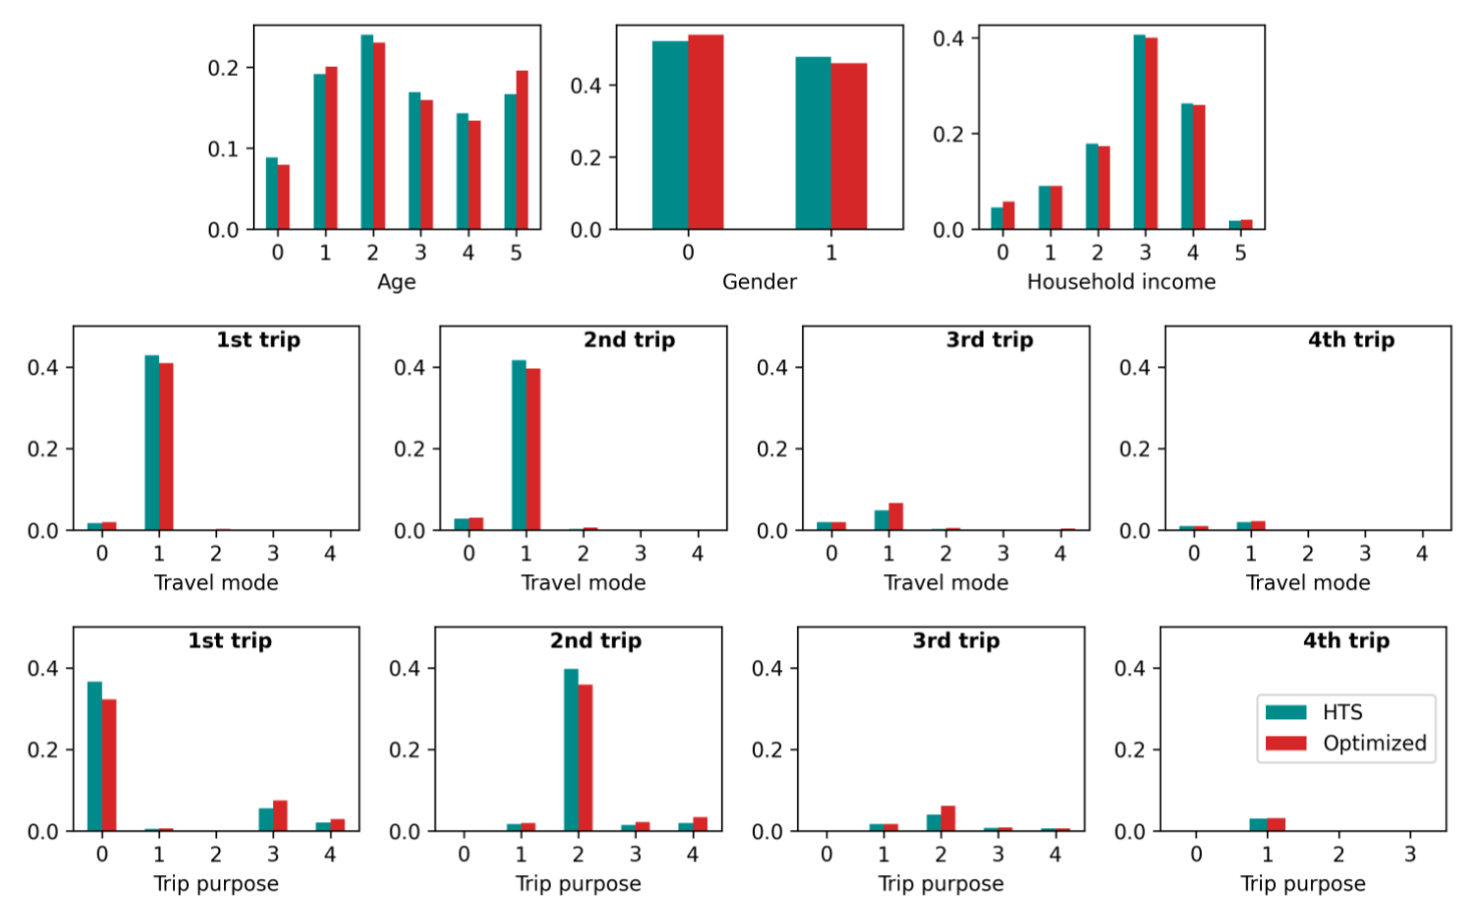 0.2
0.1
0.0
0 1 2 3 4 5
Age
0.4
0.2
0.0
0 1
Gender
0.4
0.2
0.0
0 1 2 3 4 5
Household income
1st trip
0.4
0.2
0.0
0 1 2 3 4
Travel mode
2nd trip
0.4
0.2
0.0
0 1 2 3 4
Travel mode
3rd trip
0.4
0.2
0.0
0 1 2 3 4
Travel mode
4th trip
0.4
0.2
0.0
0 1 2 3 4
Travel mode
1st trip
0.4
0.2
0.0
0 1 2 3 4
Trip purpose
2nd trip
0.4
0.2
0.0
0 1 2 3 4
Trip purpose
3rd trip
0.4
0.2
0.0
0 1 2 3 4
Trip purpose
4th trip
0.4
0.2
0.0
HTS
Optimized
0 1 2 3
Trip purpose